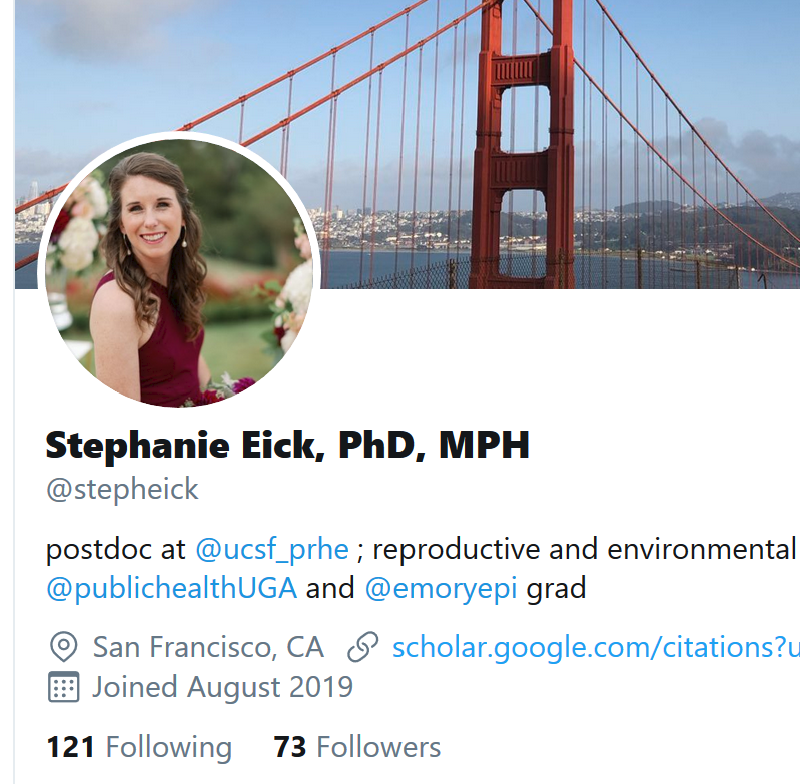 Stephanie Eick, PhD, MPH
@stepheick
postdoc at @ucsf_prhe ; reproductive and environmental
@publichealthUGA and @emoryepi grad
San Francisco, CA scholar.google.com/citations?u
Joined August 2019
121 Following 73 Followers